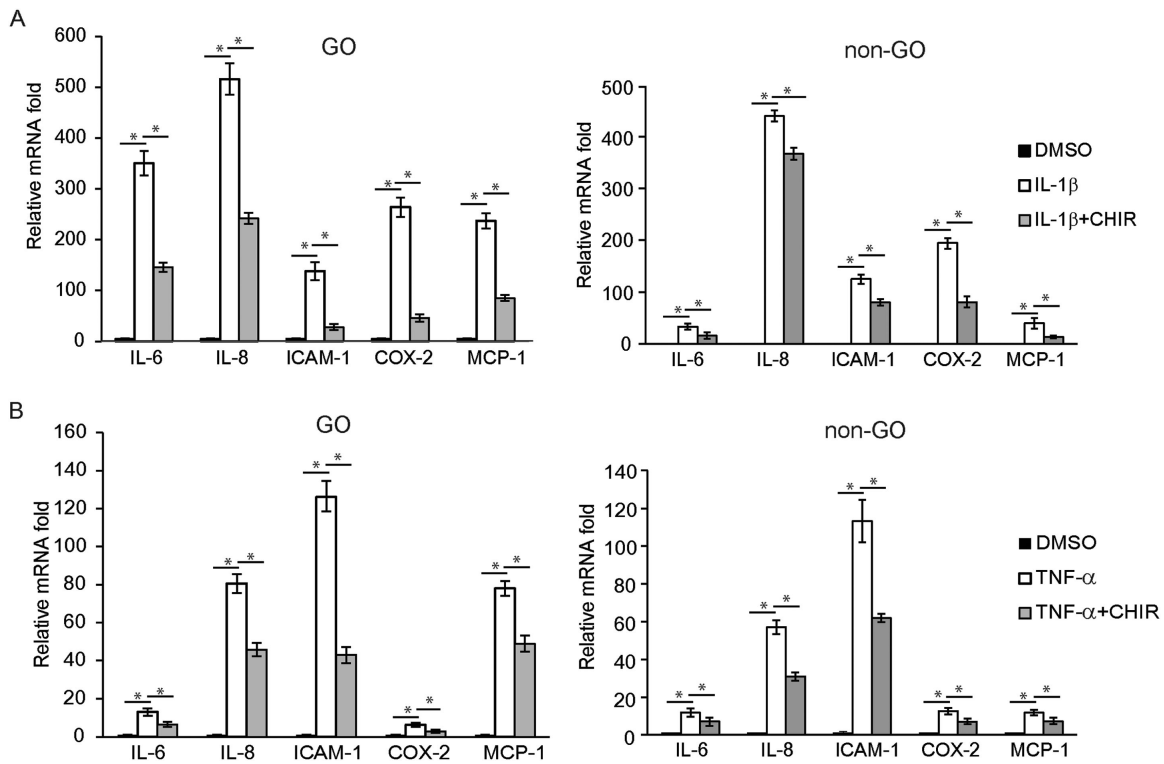 A
GO
Relative mRNA fold
600
500
400
300
200
100
0
* * * * * * * * * *
IL-6 IL-8 ICAM-1 COX-2 MCP-1
non-GO
Relative mRNA fold
500
400
300
200
100
0
* * * * * * * * * *
IL-6 IL-8 ICAM-1 COX-2 MCP-1
DMSO
IL-1β
IL-1β+CHIR
B
GO
Relative mRNA fold
160
140
120
100
80
60
40
20
0
* * * * * * * * * *
IL-6 IL-8 ICAM-1 COX-2 MCP-1
non-GO
Relative mRNA fold
140
120
100
80
60
40
20
0
* * * * * * * * * *
IL-6 IL-8 ICAM-1 COX-2 MCP-1
DMSO
TNF-α
TNF-α+CHIR